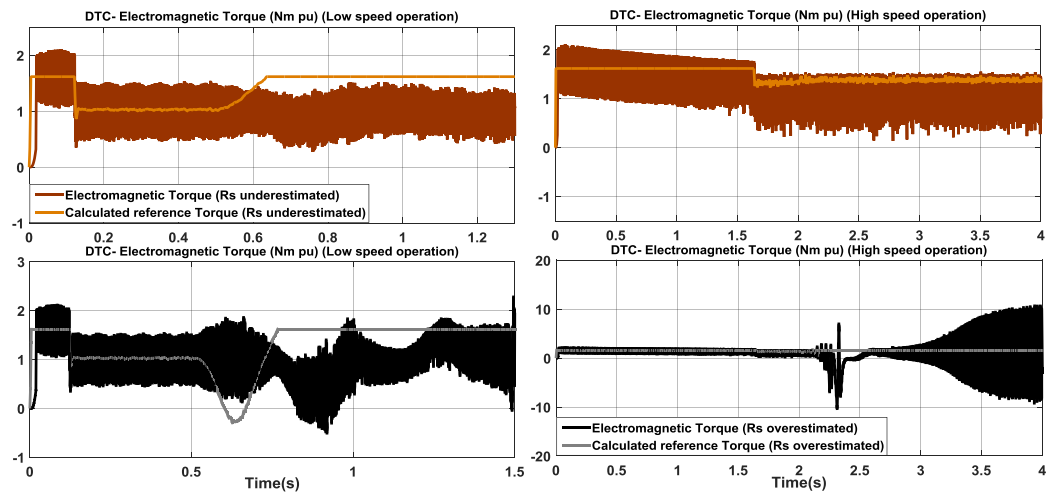 DTC- Electromagnetic Torque (Nm pu) (Low speed operation)
2
1
0
-1
Electromagnetic Torque (Rs underestimated)
Calculated reference Torque (Rs underestimated)
0 0.2 0.4 0.6 0.8 1 1.2
DTC- Electromagnetic Torque (Nm pu) (High speed operation)
2
1
0
-1
0 0.5 1 1.5 2 2.5 3 3.5 4
DTC- Electromagnetic Torque (Nm pu) (Low speed operation)
3
2
1
0
-1
0 0.5 1 1.5
Time(s)
DTC- Electromagnetic Torque (Nm pu) (High speed operation)
20
10
0
-10
-20
Electromagnetic Torque (Rs overestimated)
Calculated reference Torque (Rs overestimated)
0 0.5 1 1.5 2 2.5 3 3.5 4
Time(s)